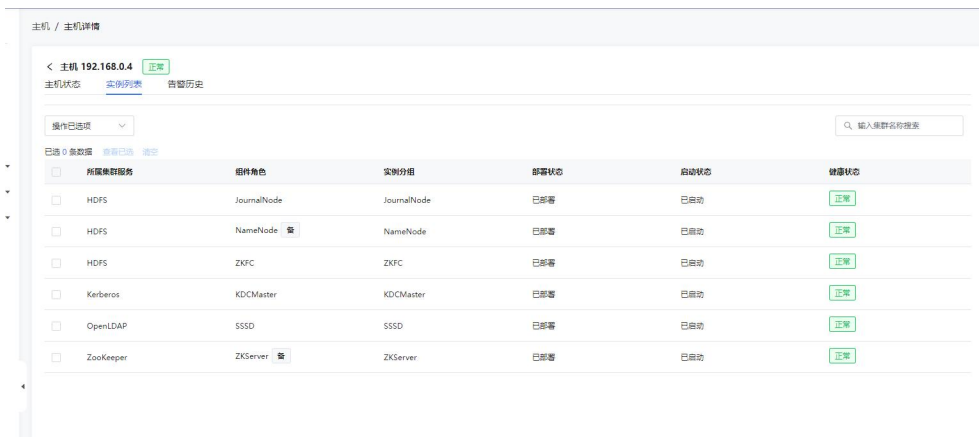 主机 / 主机详情
主机 192.168.0.4 正常
主机状态 实例列表 告警历史
操作已选项 输入集群名称搜索
已选 0 条数据 查看已选 清空
所属集群服务 组件角色 实例分组 部署状态 启动状态 健康状态
HDFS JournalNode JournalNode 已部署 已启动 正常
HDFS NameNode 备 NameNode 已部署 已启动 正常
HDFS ZKFC ZKFC 已部署 已启动 正常
Kerberos KDCMaster KDCMaster 已部署 已启动 正常
OpenLDAP SSSD SSSD 已部署 已启动 正常
ZooKeeper ZKServer 备 ZKServer 已部署 已启动 正常